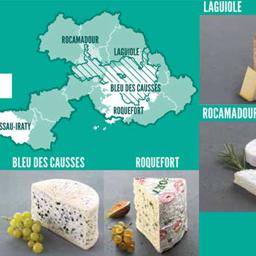 LAGUIOLE
ROCAMADOUR
LAGUIOLE
BLEU DES CAUSSES
ROQUEFORT
SSAU-IRATY
ROCAMADOUR
BLEU DES CAUSSES
ROQUEFORT